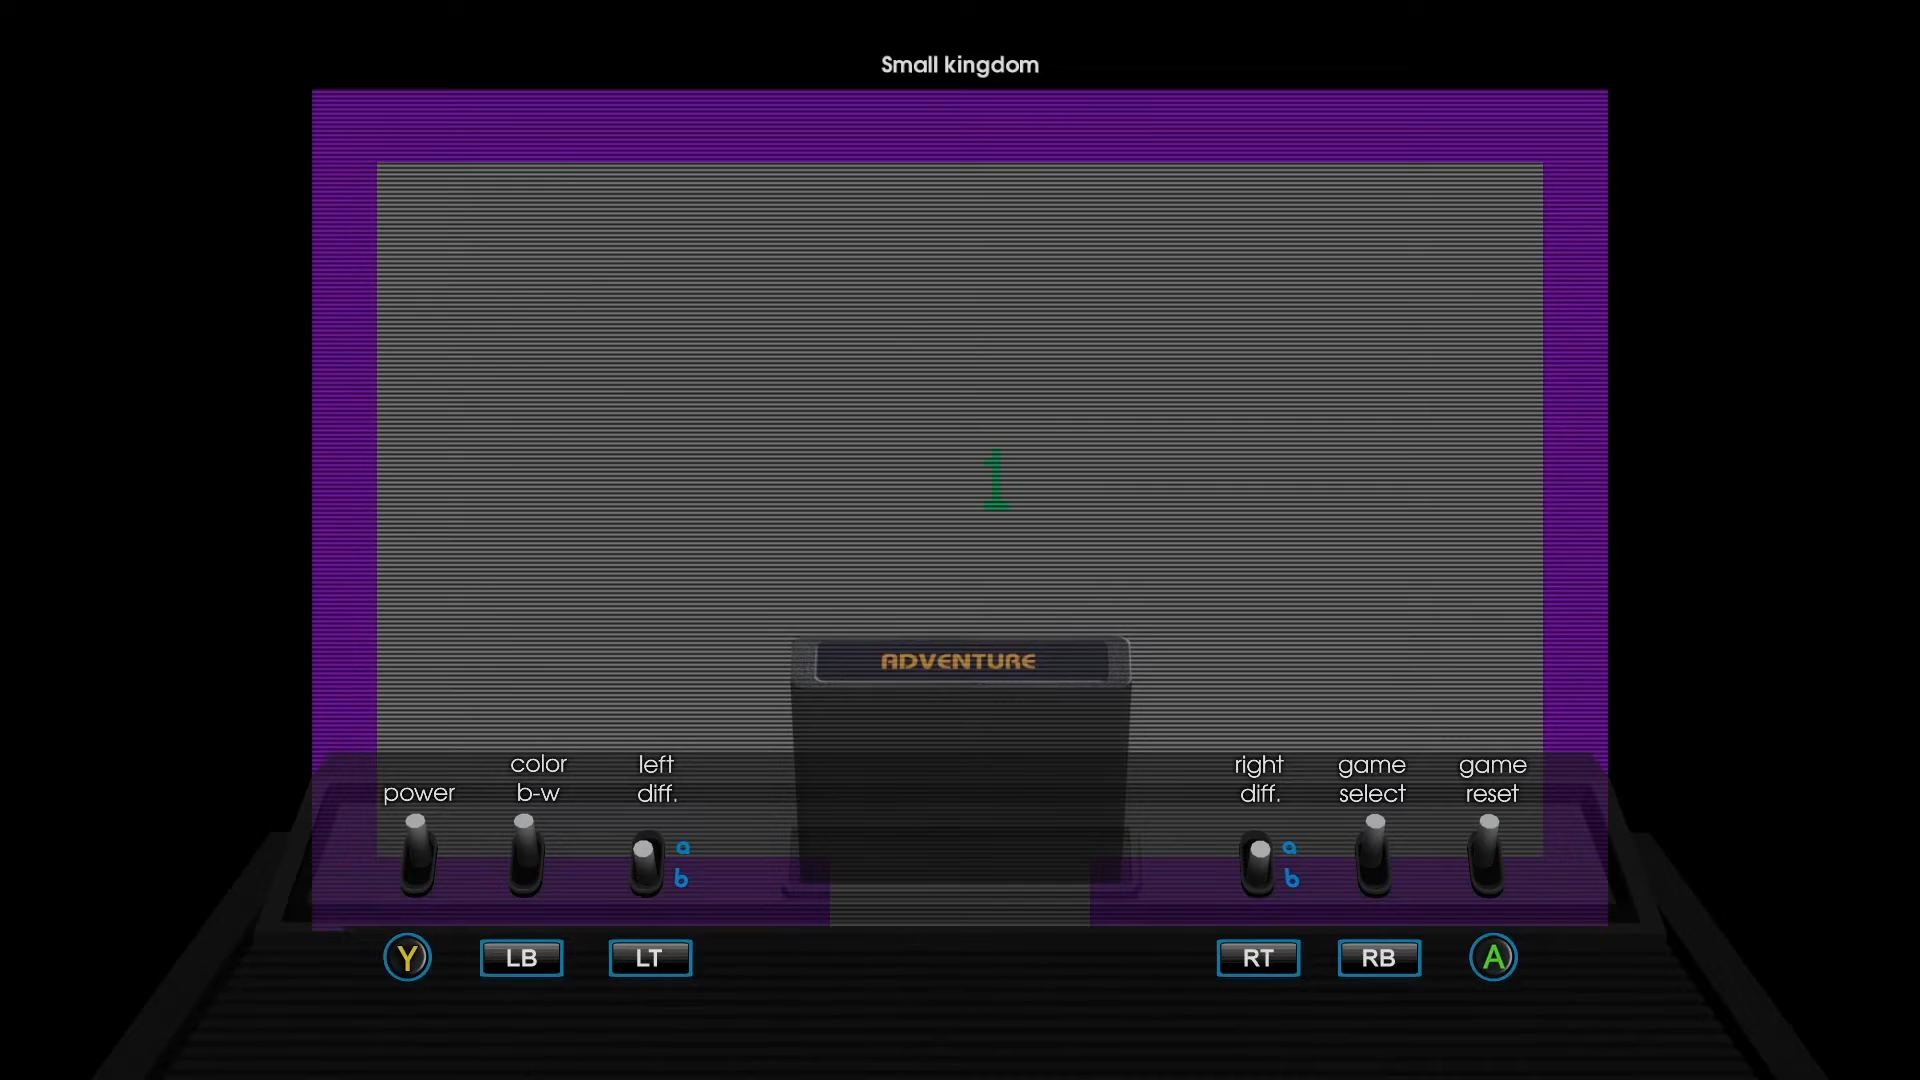 Small kingdom
1
ADVENTURE
power
color
b-w
left
diff.
a
b
right
diff.
a
b
game
select
game
reset
Y
LB
LT
RT
RB
A